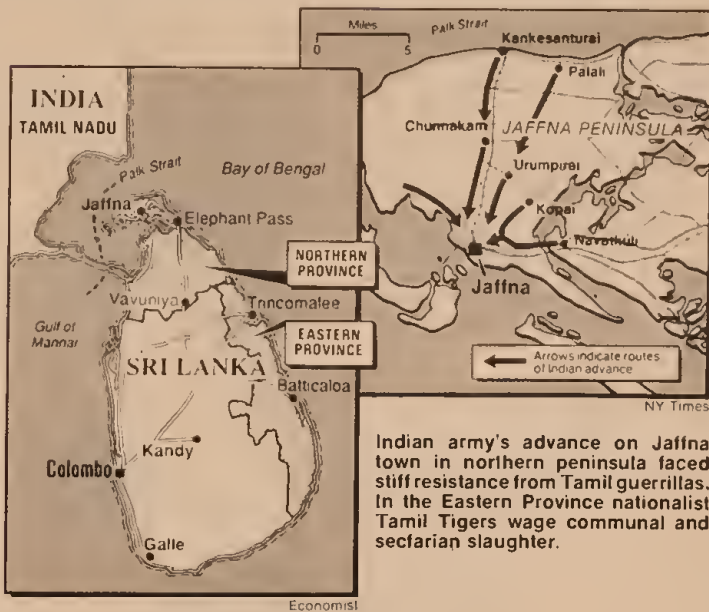 INDIA
TAMIL NADU
Palk Strait
Bay of Bengal
Jaffna
Elephant Pass
NORTHERN
PROVINCE
Vavuniya
Trincomalee
Gulf of
Mannar
EASTERN
PROVINCE
SRI LANKA
Batticaloa
Kandy
Colombo
Galle
Economist
Miles
0 5
Palk Strait
Kankesanturai
Palali
Chunnakam
JAFFNA PENINSULA
Urumpirai
Kopai
Navatkuli
Jaffna
Arrows indicate routes
of Indian advance
NY Times
Indian army's advance on Jaffna
town in northern peninsula faced
stiff resistance from Tamil guerrillas.
In the Eastern Province nationalist
Tamil Tigers wage communal and
secfarian slaughter.